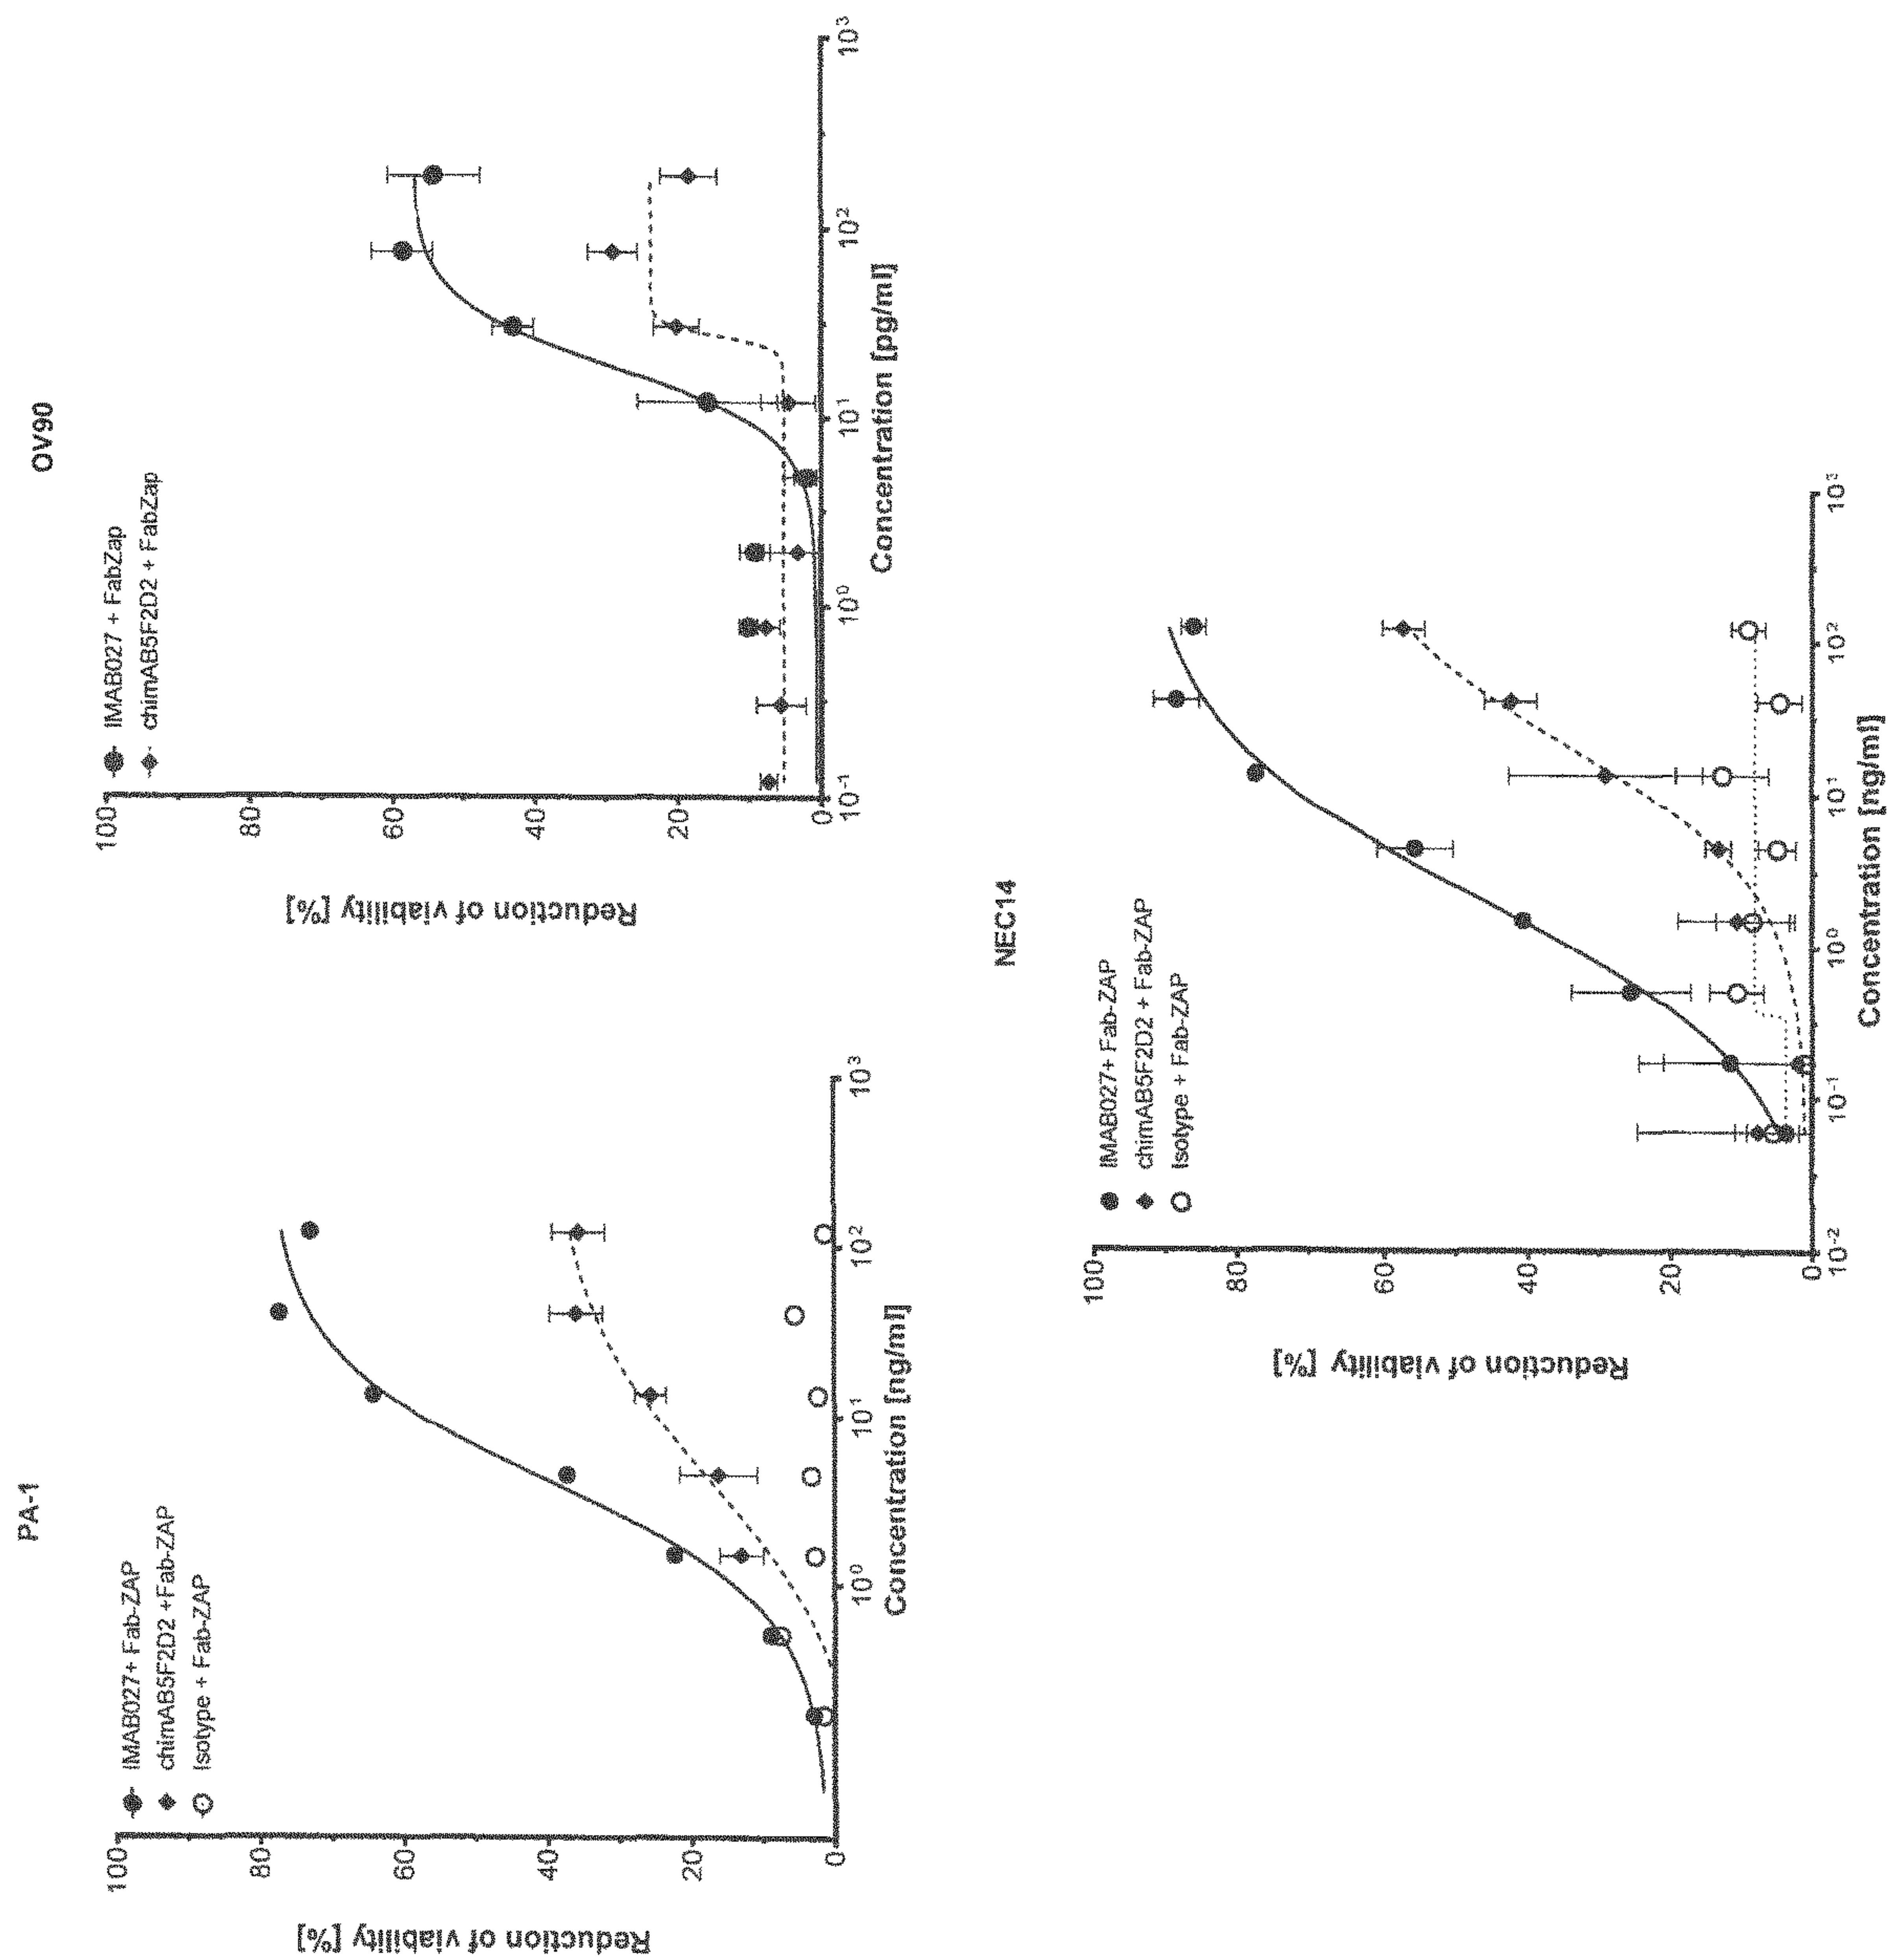 PA-1
IMAB027+ Fab-ZAP
chimAB5F2D2 +Fab-ZAP
Isotype + Fab-ZAP
Reduction of viability [%]
100
80
60
40
20
0
10⁰
10¹
10²
10³
Concentration [ng/ml]
OV90
IMAB027 + FabZap
chimAB5F2D2 + FabZap
Reduction of viability [%]
100
80
60
40
20
0
10⁻¹
10⁰
10¹
10²
10³
Concentration [pg/ml]
NEC14
IMAB027+ Fab-ZAP
chimAB5F2D2 + Fab-ZAP
Isotype + Fab-ZAP
Reduction of viability [%]
100
80
60
40
20
0
10⁻²
10⁻¹
10⁰
10¹
10²
10³
Concentration [ng/ml]